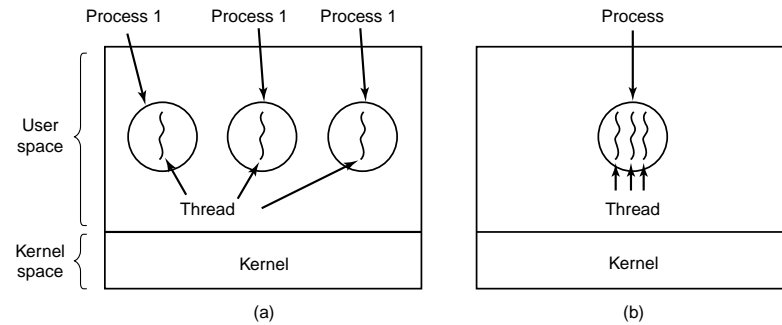 Process 1 Process 1 Process 1 Process
User
space
Thread Thread
Kernel
space
Kernel Kernel
(a) (b)